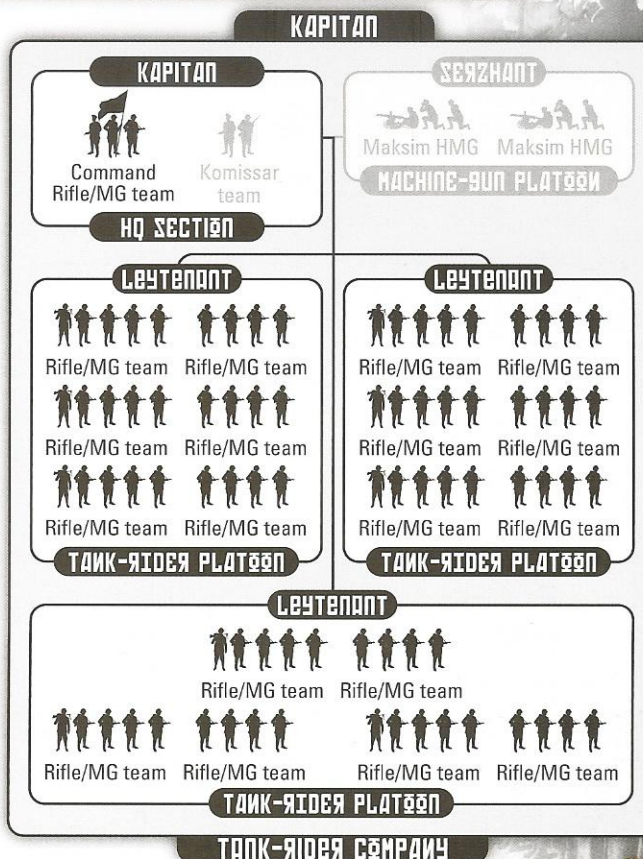 KAPITAN
KAPITAN
Command
Rifle/MG team
Komissar
team
HQ SECTION
SERZHANT
Maksim HMG Maksim HMG
MACHINE-GUN PLATOON
LEYTENANT
Rifle/MG team Rifle/MG team
Rifle/MG team Rifle/MG team
Rifle/MG team Rifle/MG team
TANK-RIDER PLATOON
LEYTENANT
Rifle/MG team Rifle/MG team
Rifle/MG team Rifle/MG team
Rifle/MG team Rifle/MG team
TANK-RIDER PLATOON
LEYTENANT
Rifle/MG team Rifle/MG team
Rifle/MG team Rifle/MG team Rifle/MG team Rifle/MG team
TANK-RIDER PLATOON
TANK-RIDER COMPANY